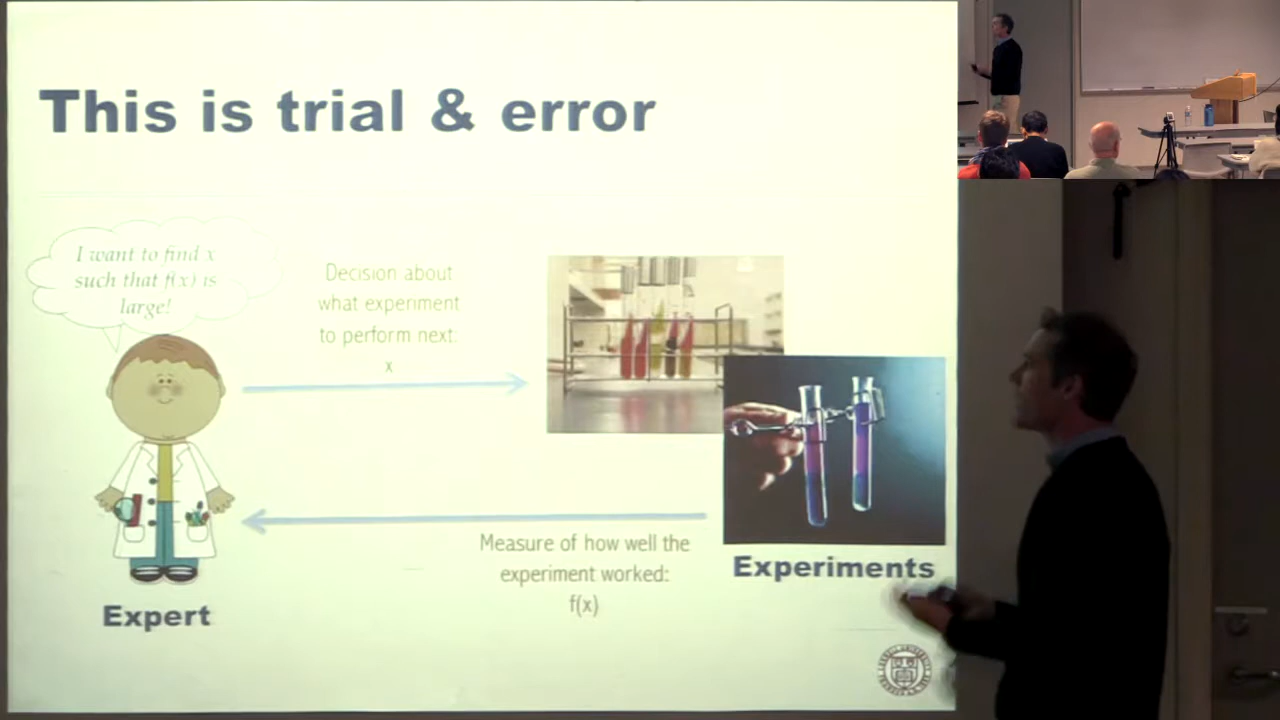 This is trial & error
I want to find x
such that f(x) is
large!
Decision about
what experiment
to perform next:
x
Measure of how well the
experiment worked:
f(x)
Experiments
Expert